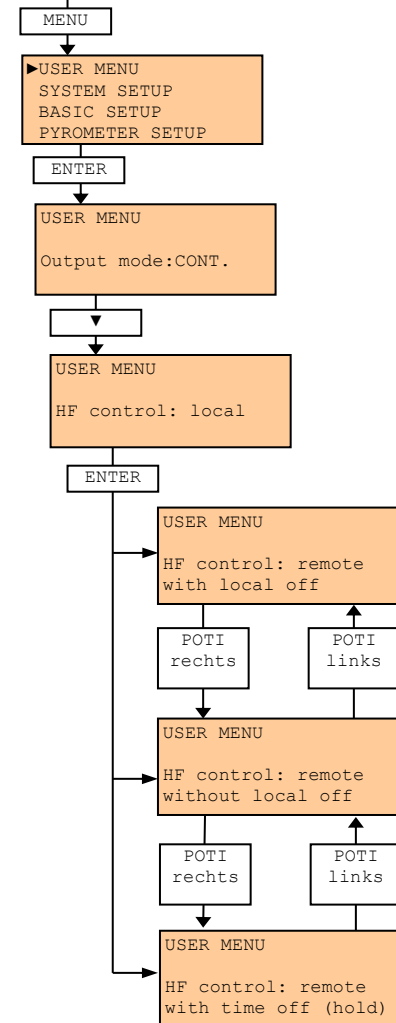 MENU
►USER MENU
SYSTEM SETUP
BASIC SETUP
PYROMETER SETUP
ENTER
USER MENU
Output mode:CONT.
▼
USER MENU
HF control: local
ENTER
USER MENU
HF control: remote
with local off
POTI
rechts
POTI
links
USER MENU
HF control: remote
without local off
POTI
rechts
POTI
links
USER MENU
HF control: remote
with time off (hold)